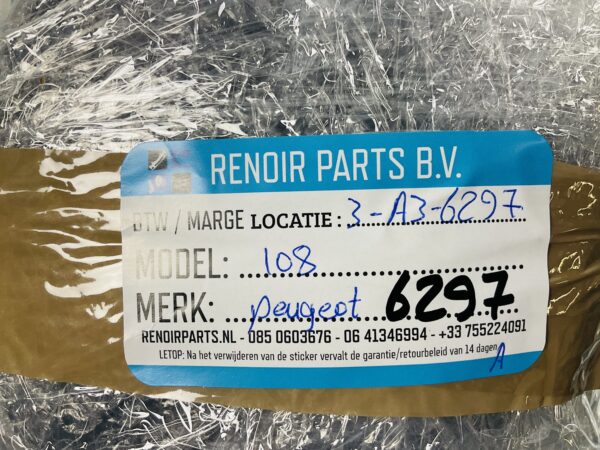 RENOIR PARTS B.V.
BTW / MARGE LOCATIE: 3-A3-6297
MODEL: 108
MERK: peugeot 6297
RENOIRPARTS.NL - 085 0603676 - 06 41346994 - +33 755224091
LETOP: Na het verwijderen van de sticker vervalt de garantie/retourbeleid van 14 dagen
A